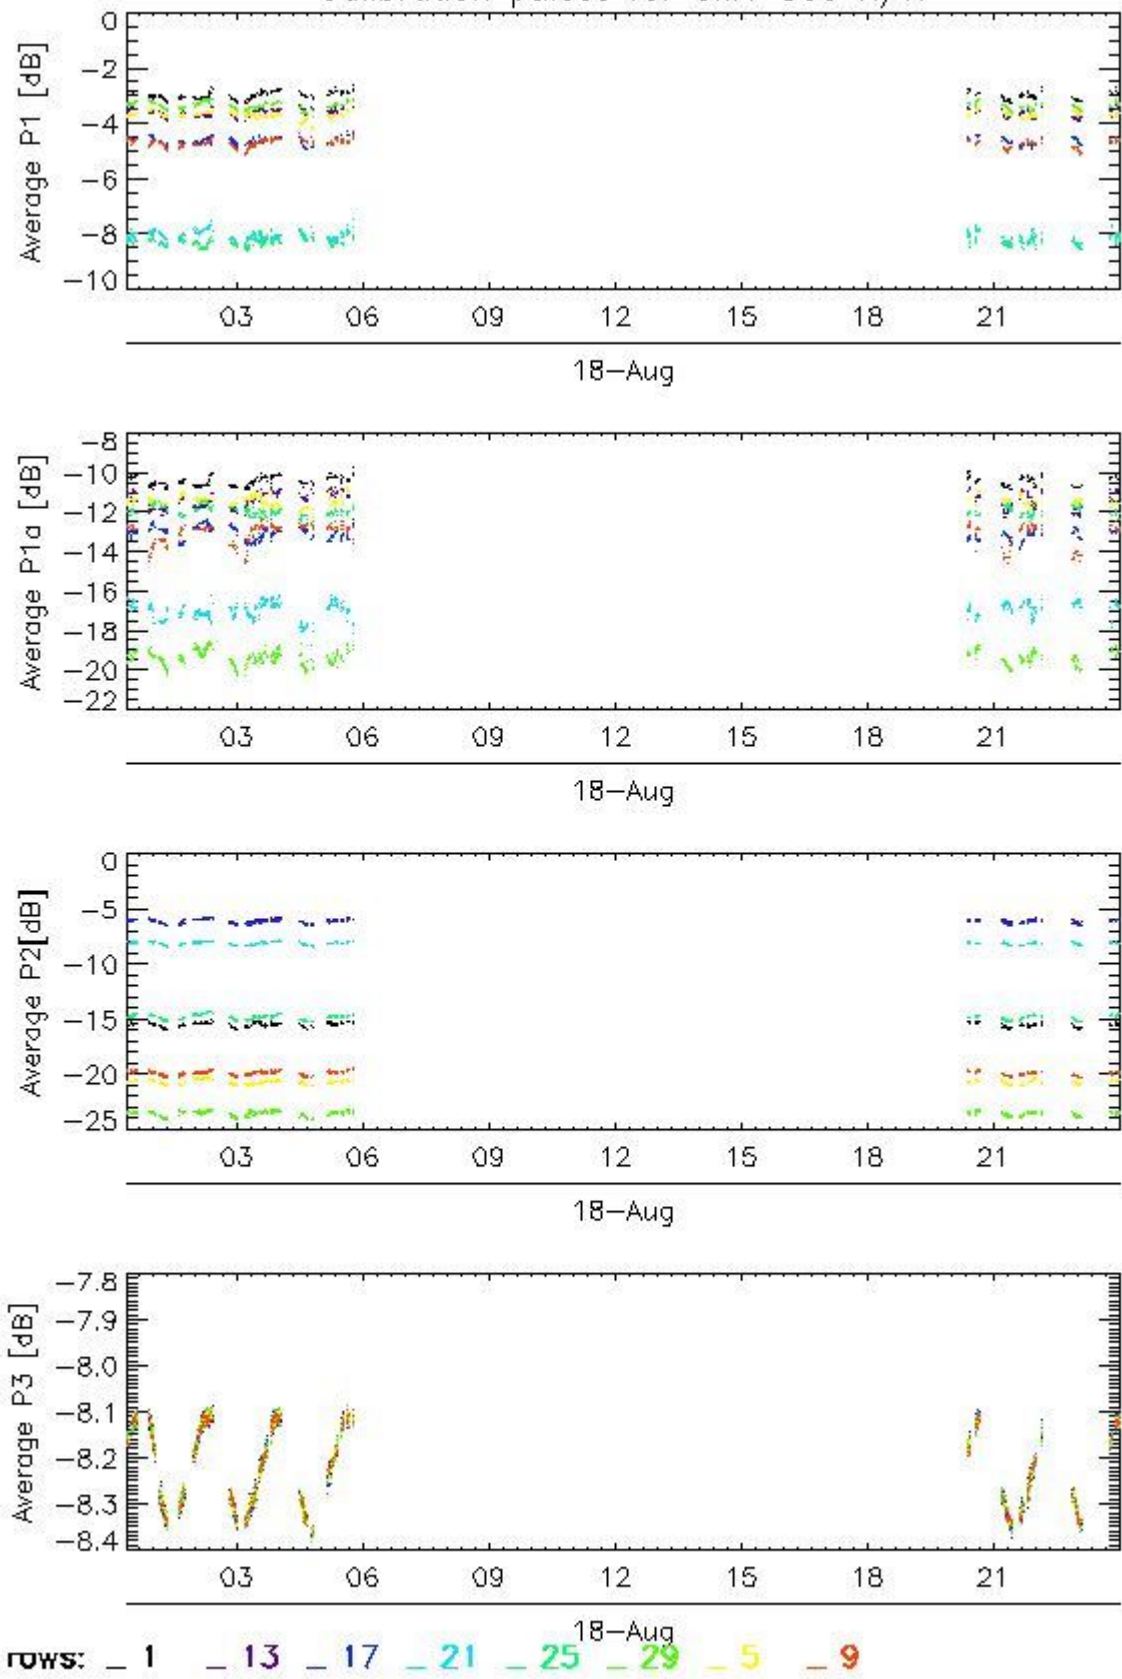 0
−2
−4
−6
−8
−10
Average P1 [dB]
03 06 09 12 15 18 21
18−Aug
−8
−10
−12
−14
−16
−18
−20
−22
Average P1a [dB]
03 06 09 12 15 18 21
18−Aug
0
−5
−10
−15
−20
−25
Average P2[dB]
03 06 09 12 15 18 21
18−Aug
−7.8
−7.9
−8.0
−8.1
−8.2
−8.3
−8.4
Average P3 [dB]
03 06 09 12 15 18 21
18−Aug
rows: _ 1 _ 13 _ 17 _ 21 _ 25 _ 29 _ 5 _ 9